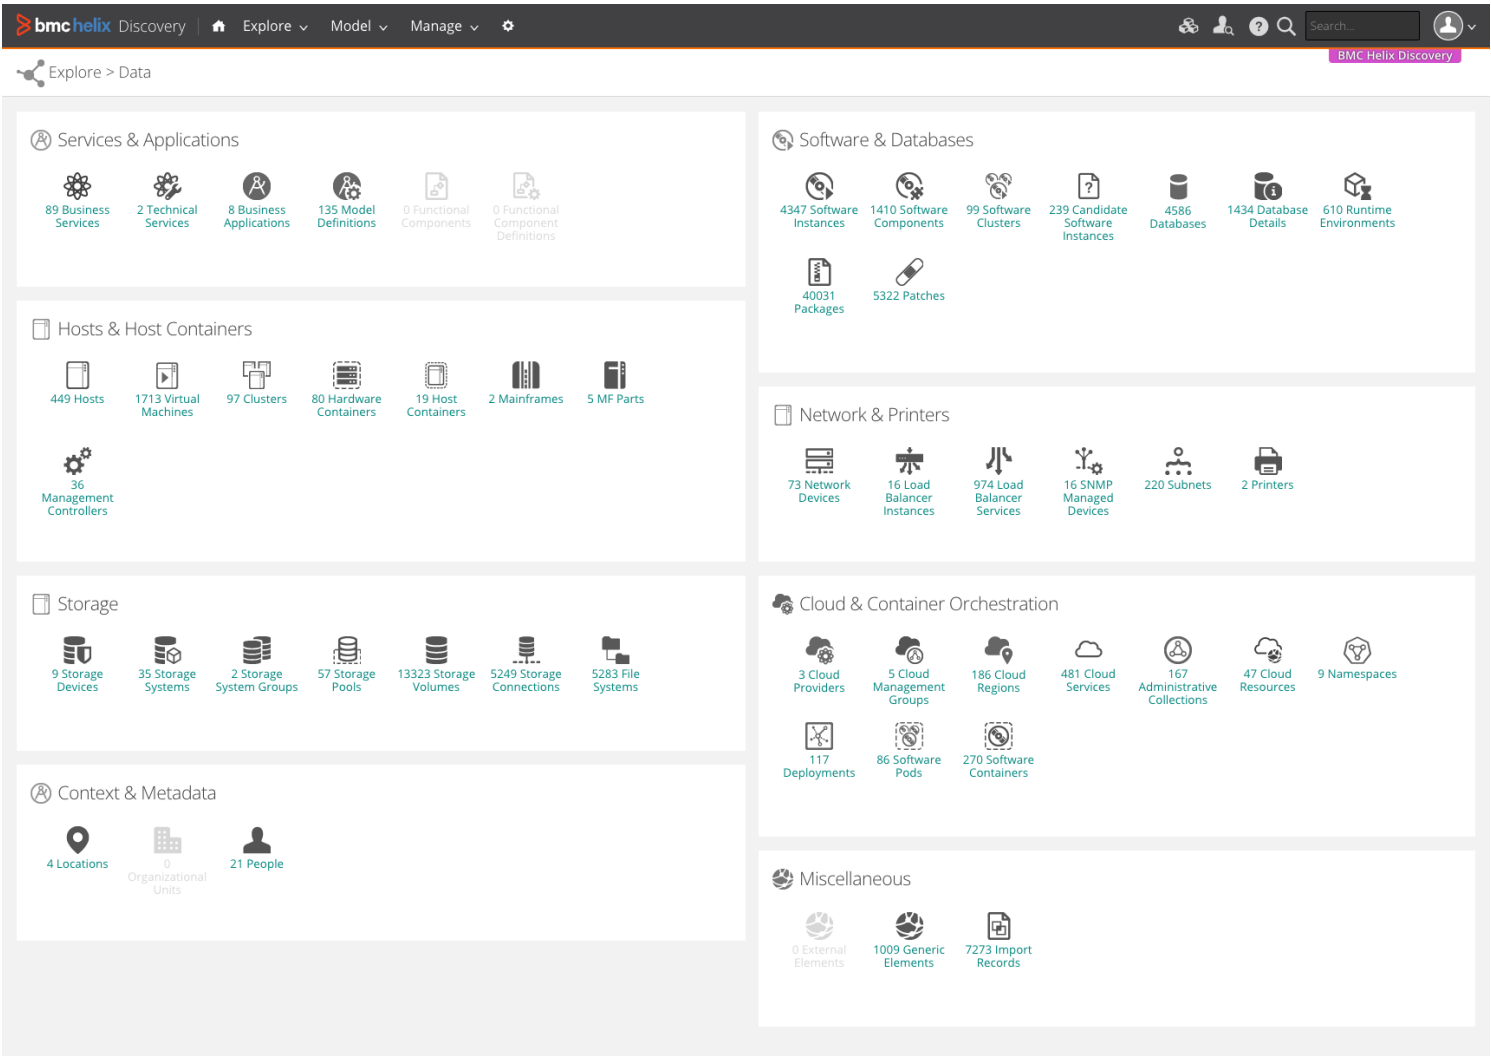 bmchelix Discovery
Explore
Model
Manage
?
Search...
BMC Helix Discovery
Explore > Data
Services & Applications
89 Business
Services
2 Technical
Services
8 Business
Applications
135 Model
Definitions
0 Functional
Components
0 Functional
Component
Definitions
Hosts & Host Containers
449 Hosts
1713 Virtual
Machines
97 Clusters
80 Hardware
Containers
19 Host
Containers
2 Mainframes
5 MF Parts
36
Management
Controllers
Storage
9 Storage
Devices
35 Storage
Systems
2 Storage
System Groups
57 Storage
Pools
13323 Storage
Volumes
5249 Storage
Connections
5283 File
Systems
Context & Metadata
4 Locations
0
Organizational
Units
21 People
Software & Databases
4347 Software
Instances
1410 Software
Components
99 Software
Clusters
239 Candidate
Software
Instances
4586
Databases
1434 Database
Details
610 Runtime
Environments
40031
Packages
5322 Patches
Network & Printers
73 Network
Devices
16 Load
Balancer
Instances
974 Load
Balancer
Services
16 SNMP
Managed
Devices
220 Subnets
2 Printers
Cloud & Container Orchestration
3 Cloud
Providers
5 Cloud
Management
Groups
186 Cloud
Regions
481 Cloud
Services
167
Administrative
Collections
47 Cloud
Resources
9 Namespaces
117
Deployments
86 Software
Pods
270 Software
Containers
Miscellaneous
0 External
Elements
1009 Generic
Elements
7273 Import
Records